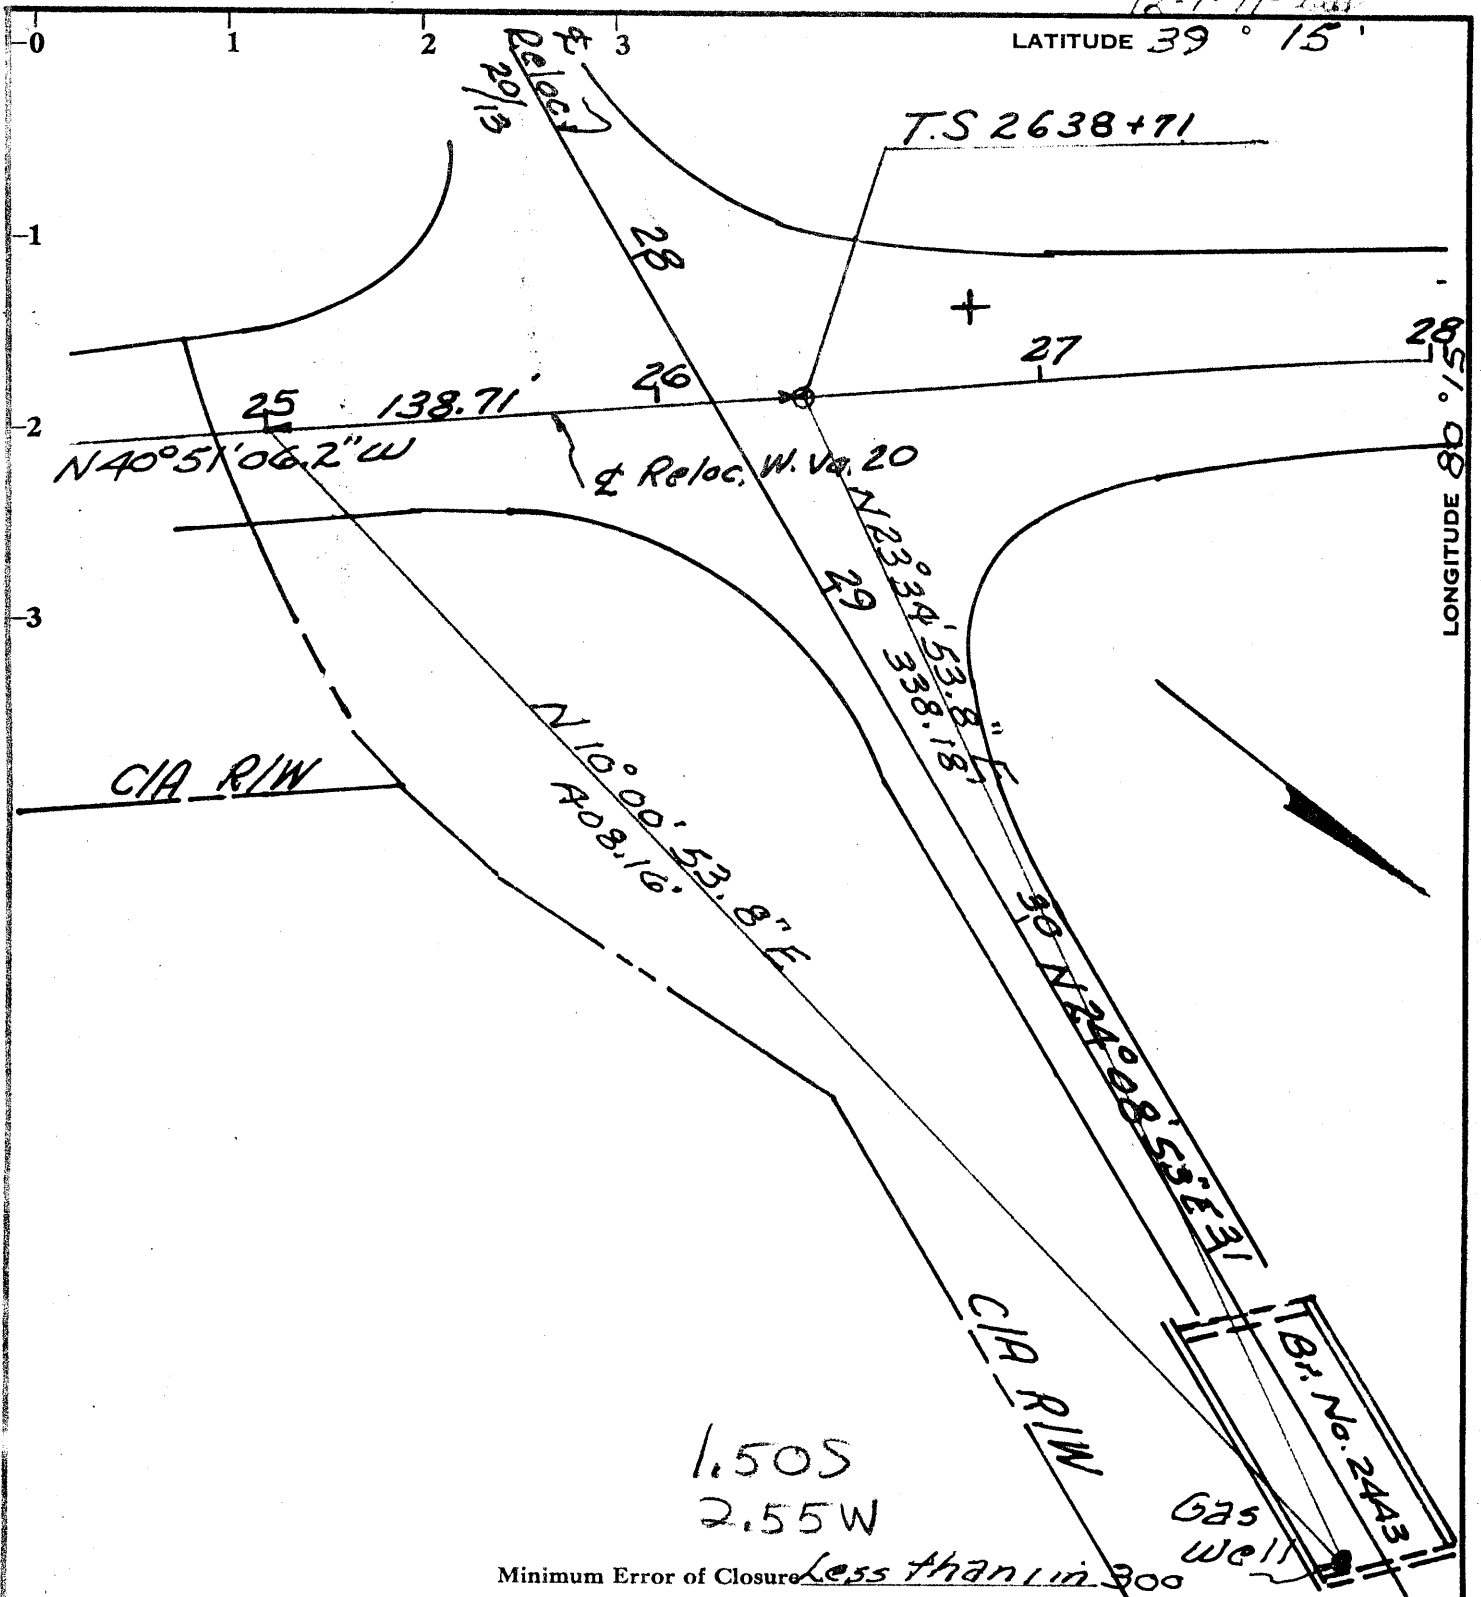 LATITUDE 39 ° 15 '
0 1 2 3
℄ Reloc. 20/13
T.S 2638+71
1
28
27
28
LONGITUDE 80 ° 15 '
26
25
138.71'
2
N40°51'06.2"W
℄ Reloc. W. Va. 20
N23°34'53.8"E
338.18'
29
3
N10°00'53.8"E
408.16'
C/A R/W
30
N24°08'53"E
31
C/A R/W
Br. No. 2443
1.50S
2.55W
Gas
Well
Minimum Error of Closure Less than 1 in 300